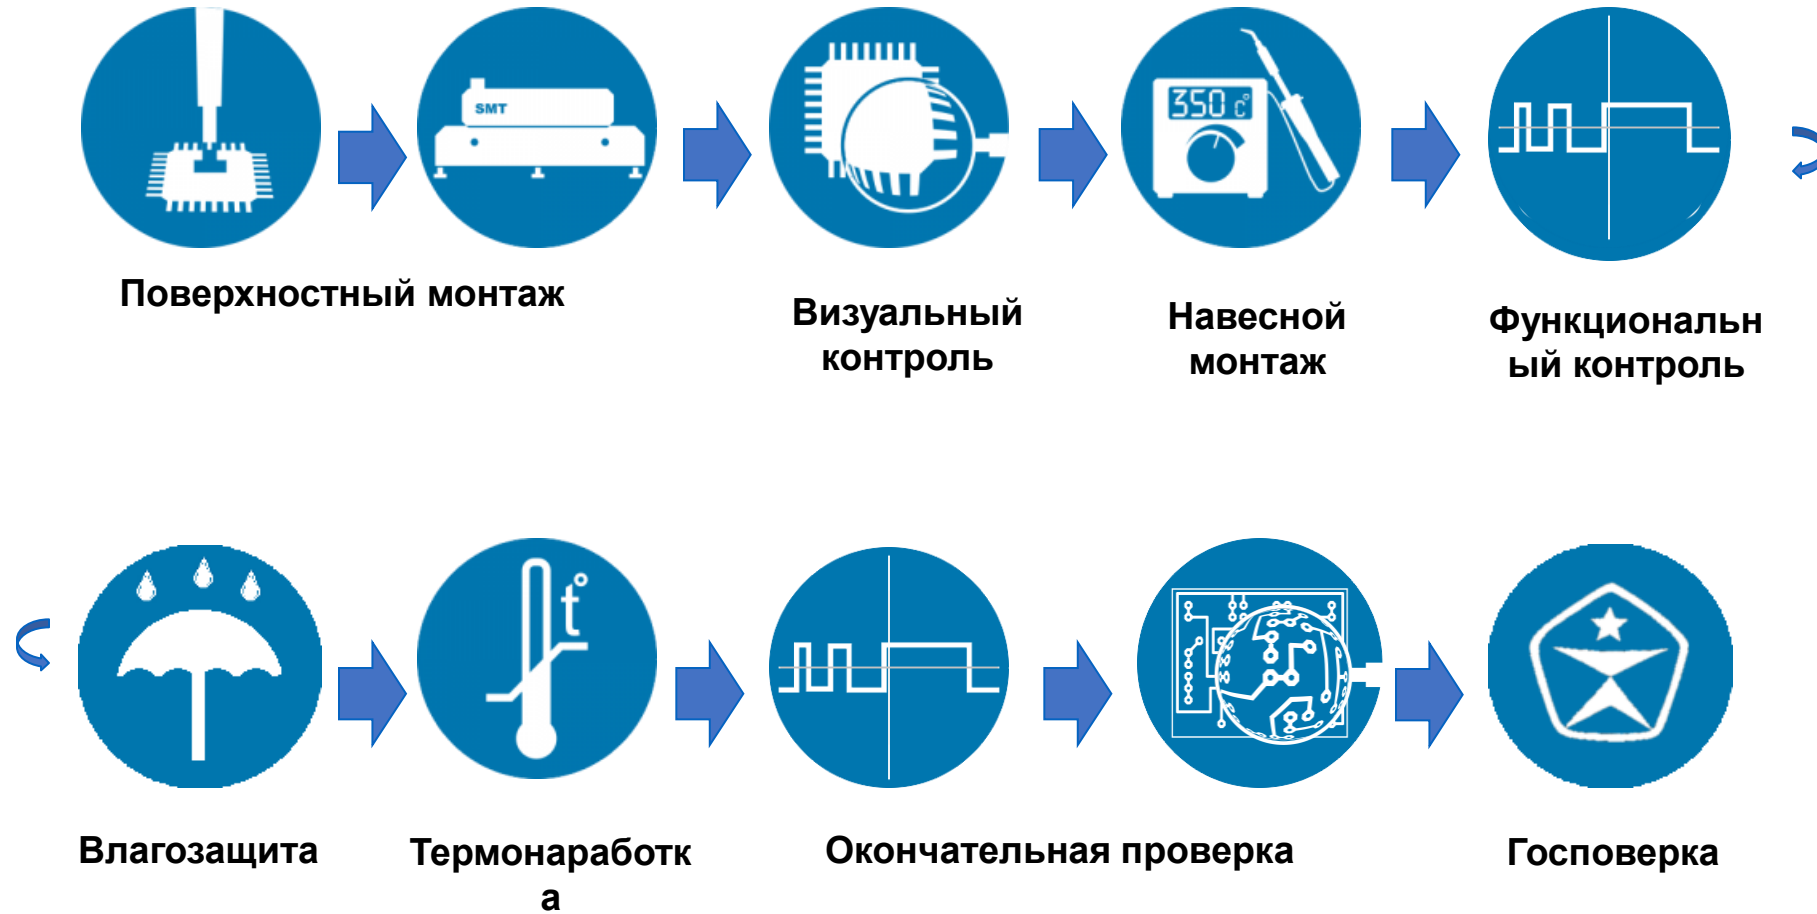 SMT
350 c°
Поверхностный монтаж
Визуальный
контроль
Навесной
монтаж
Функциональн
ый контроль
t°
Влагозащита
Термонаработк
а
Окончательная проверка
Госповерка